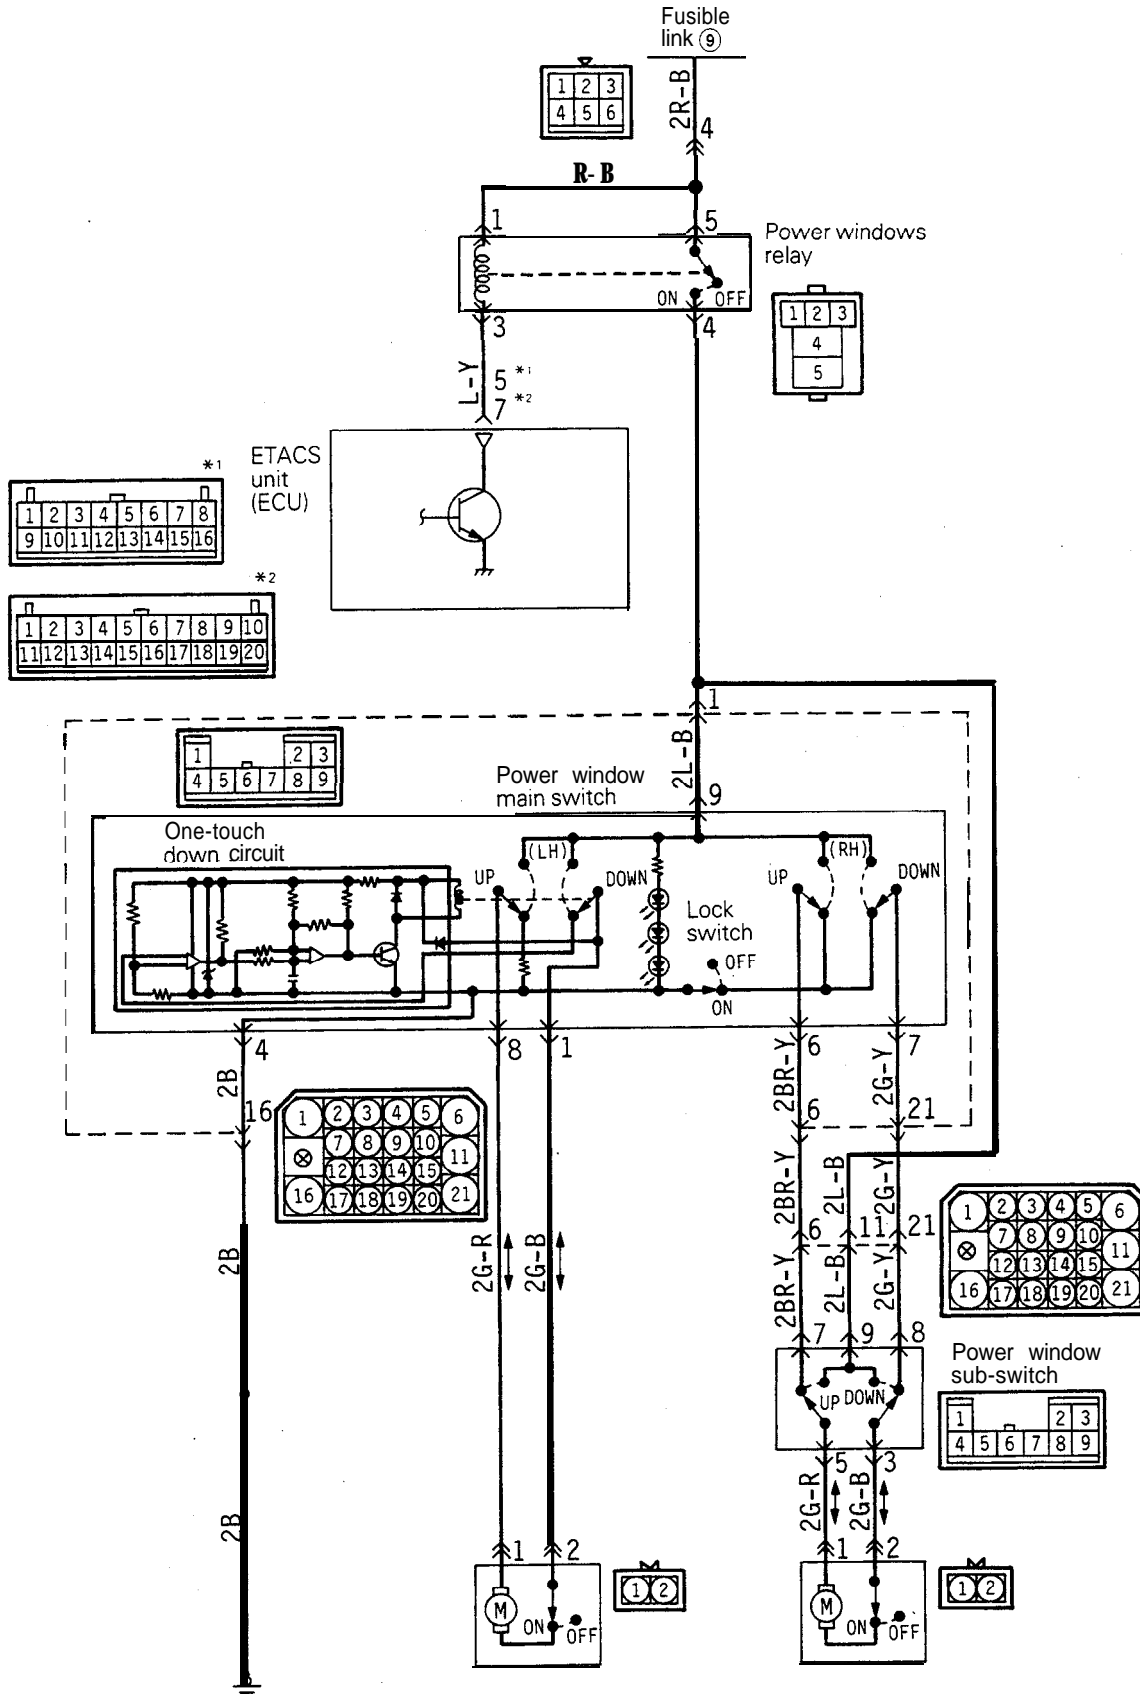 Fusible
link ⑨
1 2 3
4 5 6
2R-B
4
R-B
1
5
Power windows
relay
ON
OFF
3
4
1 2 3
4
5
L-Y
5 *1
7 *2
ETACS
unit
(ECU)
*1
1 2 3 4 5 6 7 8
9 10 11 12 13 14 15 16
*2
1 2 3 4 5 6 7 8 9 10
11 12 13 14 15 16 17 18 19 20
1
2L-B
1 2 3
4 5 6 7 8 9
Power window
main switch
9
One-touch
down circuit
UP
(LH)
DOWN
UP
(RH)
DOWN
Lock
switch
OFF
ON
4
8
1
6
7
2B
2BR-Y
2G-Y
16
6
21
1 2 3 4 5 6
7 8 9 10 11
12 13 14 15
16 17 18 19 20 21
2BR-Y
2L-B
2G-Y
2B
2G-R
2G-B
6
11
21
1 2 3 4 5 6
7 8 9 10 11
12 13 14 15
16 17 18 19 20 21
2BR-Y
2L-B
2G-Y
7
9
8
Power window
sub-switch
UP
DOWN
1 2 3
4 5 6 7 8 9
5
3
2B
2G-R
2G-B
1
2
1
2
1 2
1 2
M
ON
OFF
M
ON
OFF